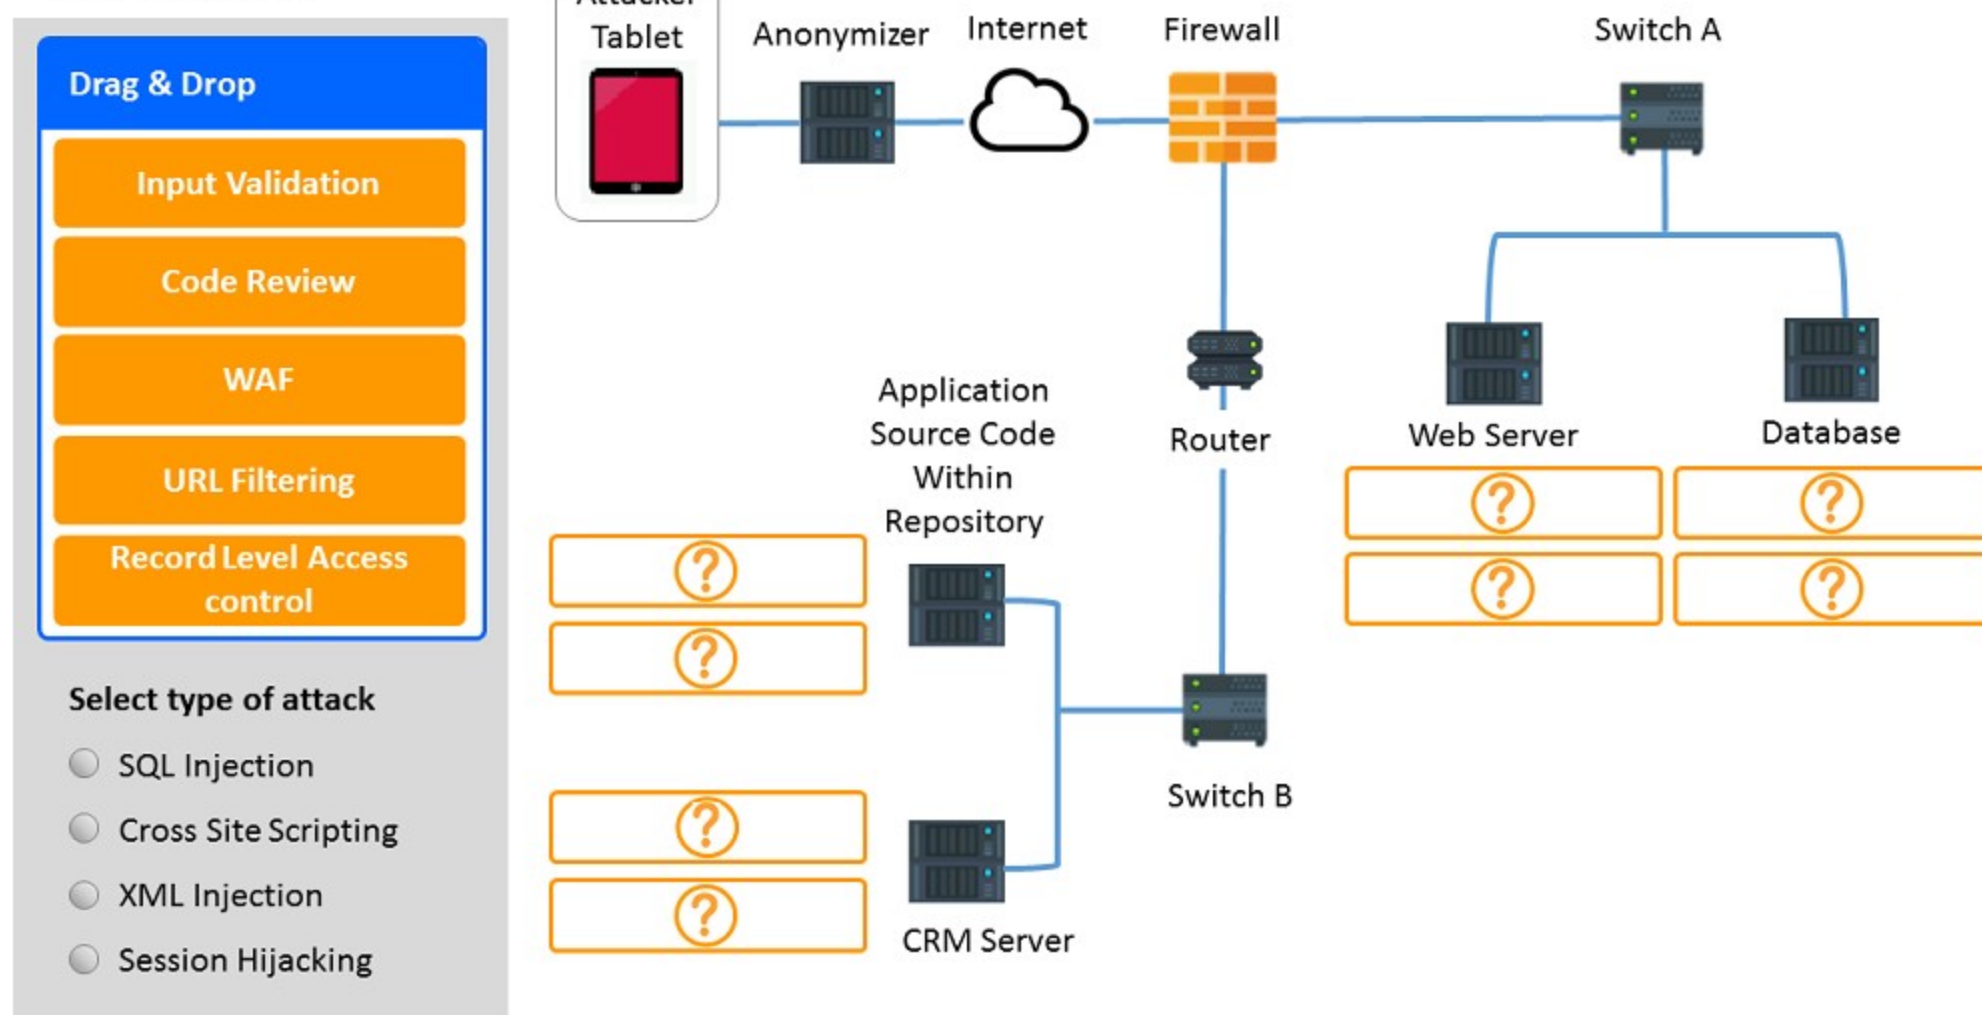 Drag & Drop
Input Validation
Code Review
WAF
URL Filtering
Record Level Access
control
Select type of attack
SQL Injection
Cross Site Scripting
XML Injection
Session Hijacking
Attacker
Tablet
Anonymizer
Internet
Firewall
Switch A
Application
Source Code
Within
Repository
Router
Web Server
Database
?
?
?
?
?
?
?
?
Switch B
CRM Server